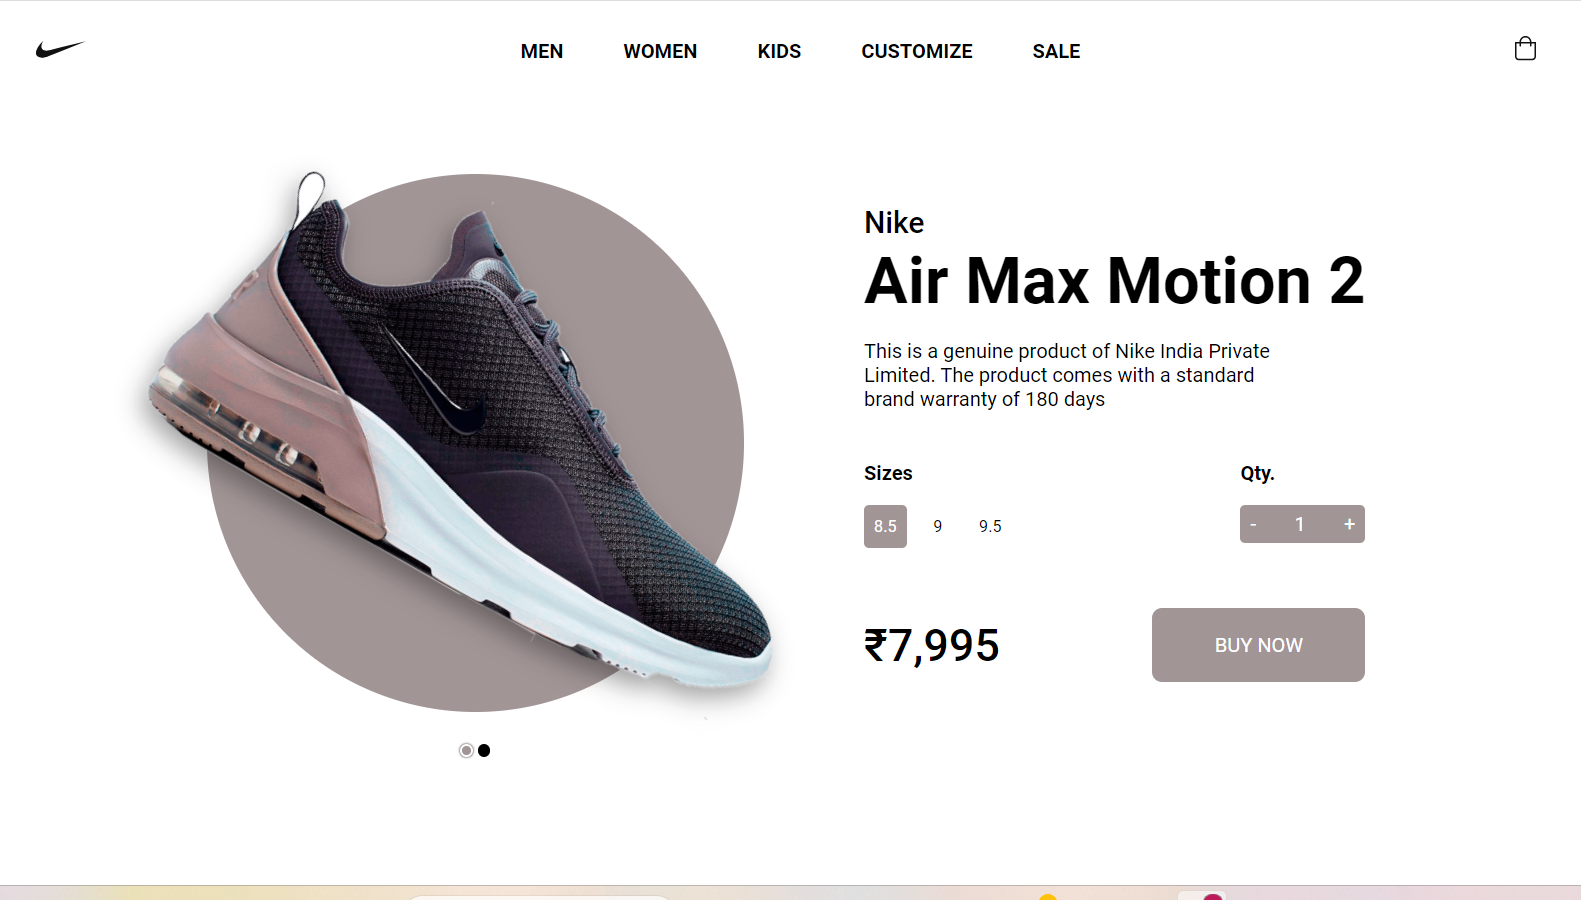 MEN
WOMEN
KIDS
CUSTOMIZE
SALE
Nike
Air Max Motion 2
This is a genuine product of Nike India Private
Limited. The product comes with a standard
brand warranty of 180 days
Sizes
Qty.
8.5 9 9.5
- 1 +
₹7,995
BUY NOW